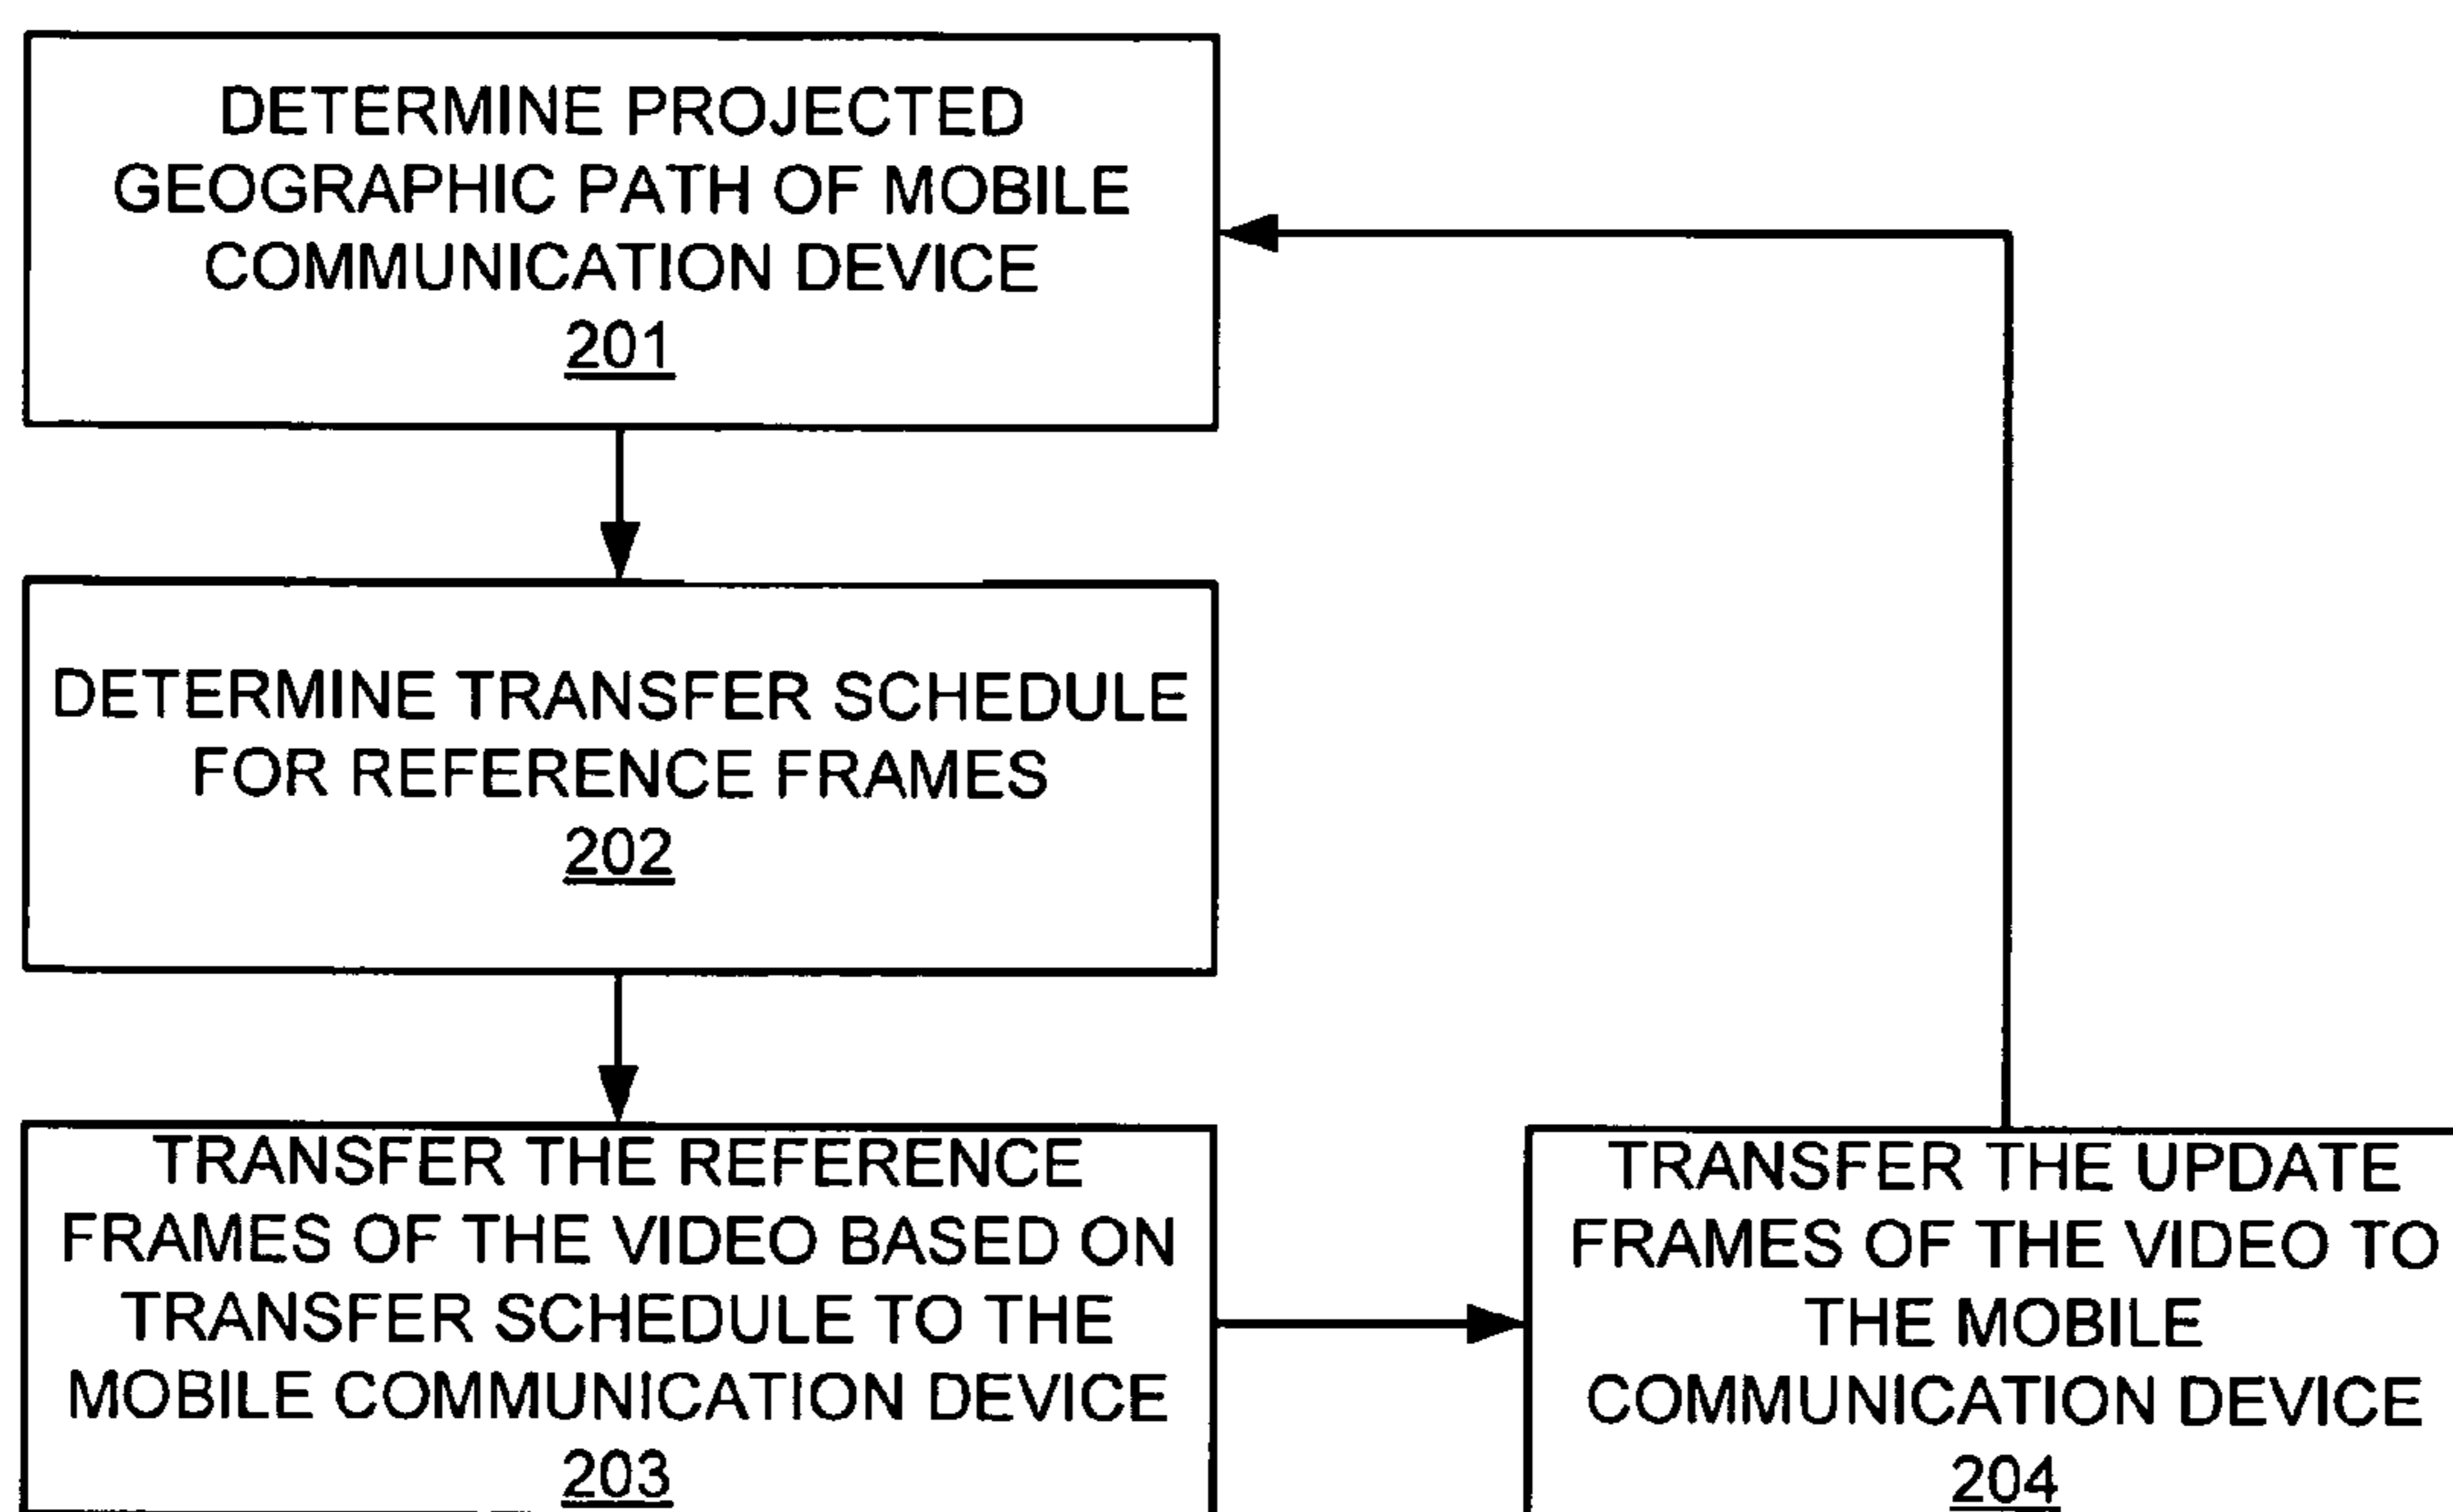 DETERMINE PROJECTED
GEOGRAPHIC PATH OF MOBILE
COMMUNICATION DEVICE
201
DETERMINE TRANSFER SCHEDULE
FOR REFERENCE FRAMES
202
TRANSFER THE REFERENCE
FRAMES OF THE VIDEO BASED ON
TRANSFER SCHEDULE TO THE
MOBILE COMMUNICATION DEVICE
203
TRANSFER THE UPDATE
FRAMES OF THE VIDEO TO
THE MOBILE
COMMUNICATION DEVICE
204